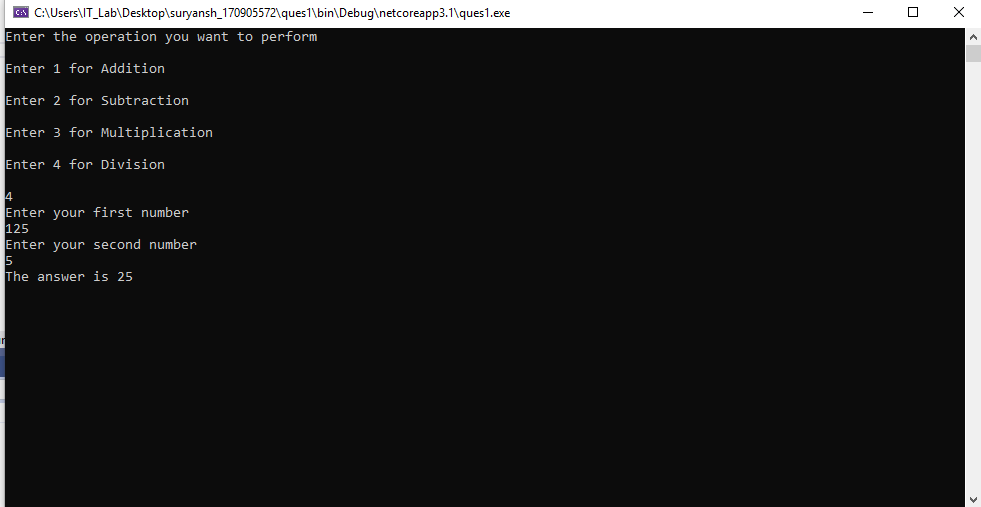 C:\Users\IT_Lab\Desktop\suryansh_170905572\ques1\bin\Debug\netcoreapp3.1\ques1.exe
Enter the operation you want to perform
Enter 1 for Addition
Enter 2 for Subtraction
Enter 3 for Multiplication
Enter 4 for Division
4
Enter your first number
125
Enter your second number
5
The answer is 25